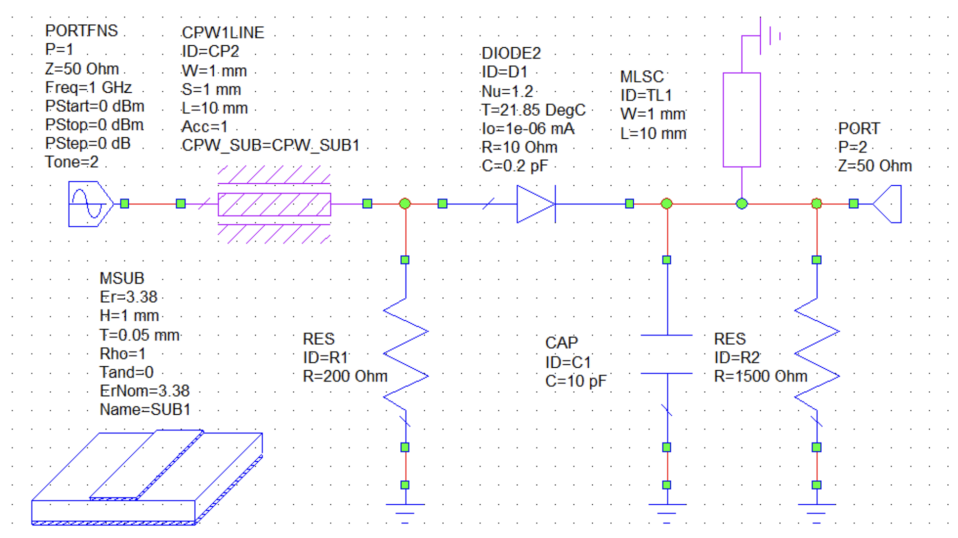 PORTFNS
P=1
Z=50 Ohm
Freq=1 GHz
PStart=0 dBm
PStop=0 dBm
PStep=0 dB
Tone=2
CPW1LINE
ID=CP2
W=1 mm
S=1 mm
L=10 mm
Acc=1
CPW_SUB=CPW_SUB1
DIODE2
ID=D1
Nu=1.2
T=21.85 DegC
Io=1e-06 mA
R=10 Ohm
C=0.2 pF
MLSC
ID=TL1
W=1 mm
L=10 mm
PORT
P=2
Z=50 Ohm
MSUB
Er=3.38
H=1 mm
T=0.05 mm
Rho=1
Tand=0
ErNom=3.38
Name=SUB1
RES
ID=R1
R=200 Ohm
CAP
ID=C1
C=10 pF
RES
ID=R2
R=1500 Ohm